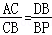 AC/CB = DB/BP